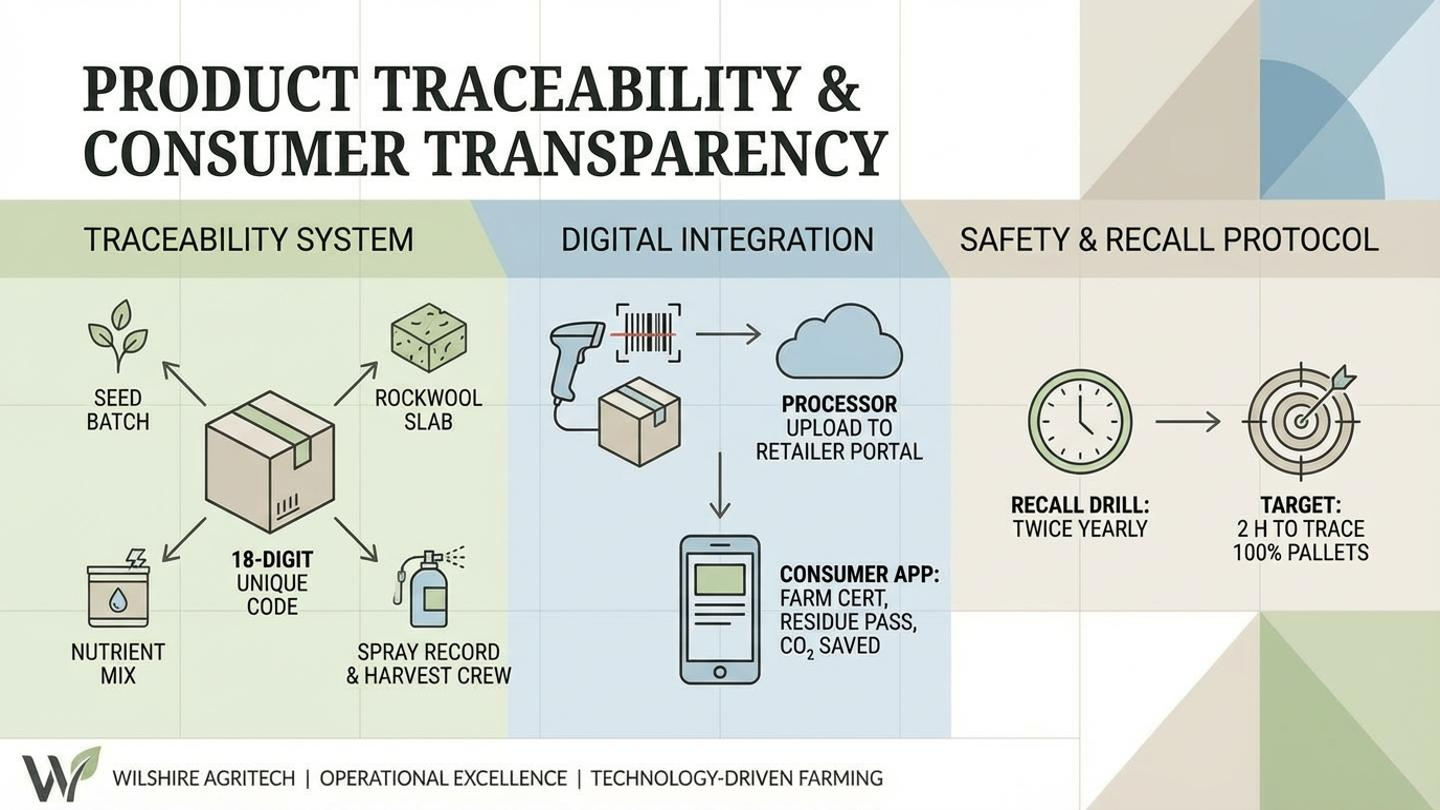 PRODUCT TRACEABILITY &
CONSUMER TRANSPARENCY
TRACEABILITY SYSTEM
SEED
BATCH
ROCKWOOL
SLAB
18-DIGIT
UNIQUE
CODE
NUTRIENT
MIX
SPRAY RECORD
& HARVEST CREW
DIGITAL INTEGRATION
PROCESSOR
UPLOAD TO
RETAILER PORTAL
CONSUMER APP:
FARM CERT,
RESIDUE PASS,
CO₂ SAVED
SAFETY & RECALL PROTOCOL
RECALL DRILL:
TWICE YEARLY
TARGET:
2 H TO TRACE
100% PALLETS
W
WILSHIRE AGRITECH | OPERATIONAL EXCELLENCE | TECHNOLOGY-DRIVEN FARMING